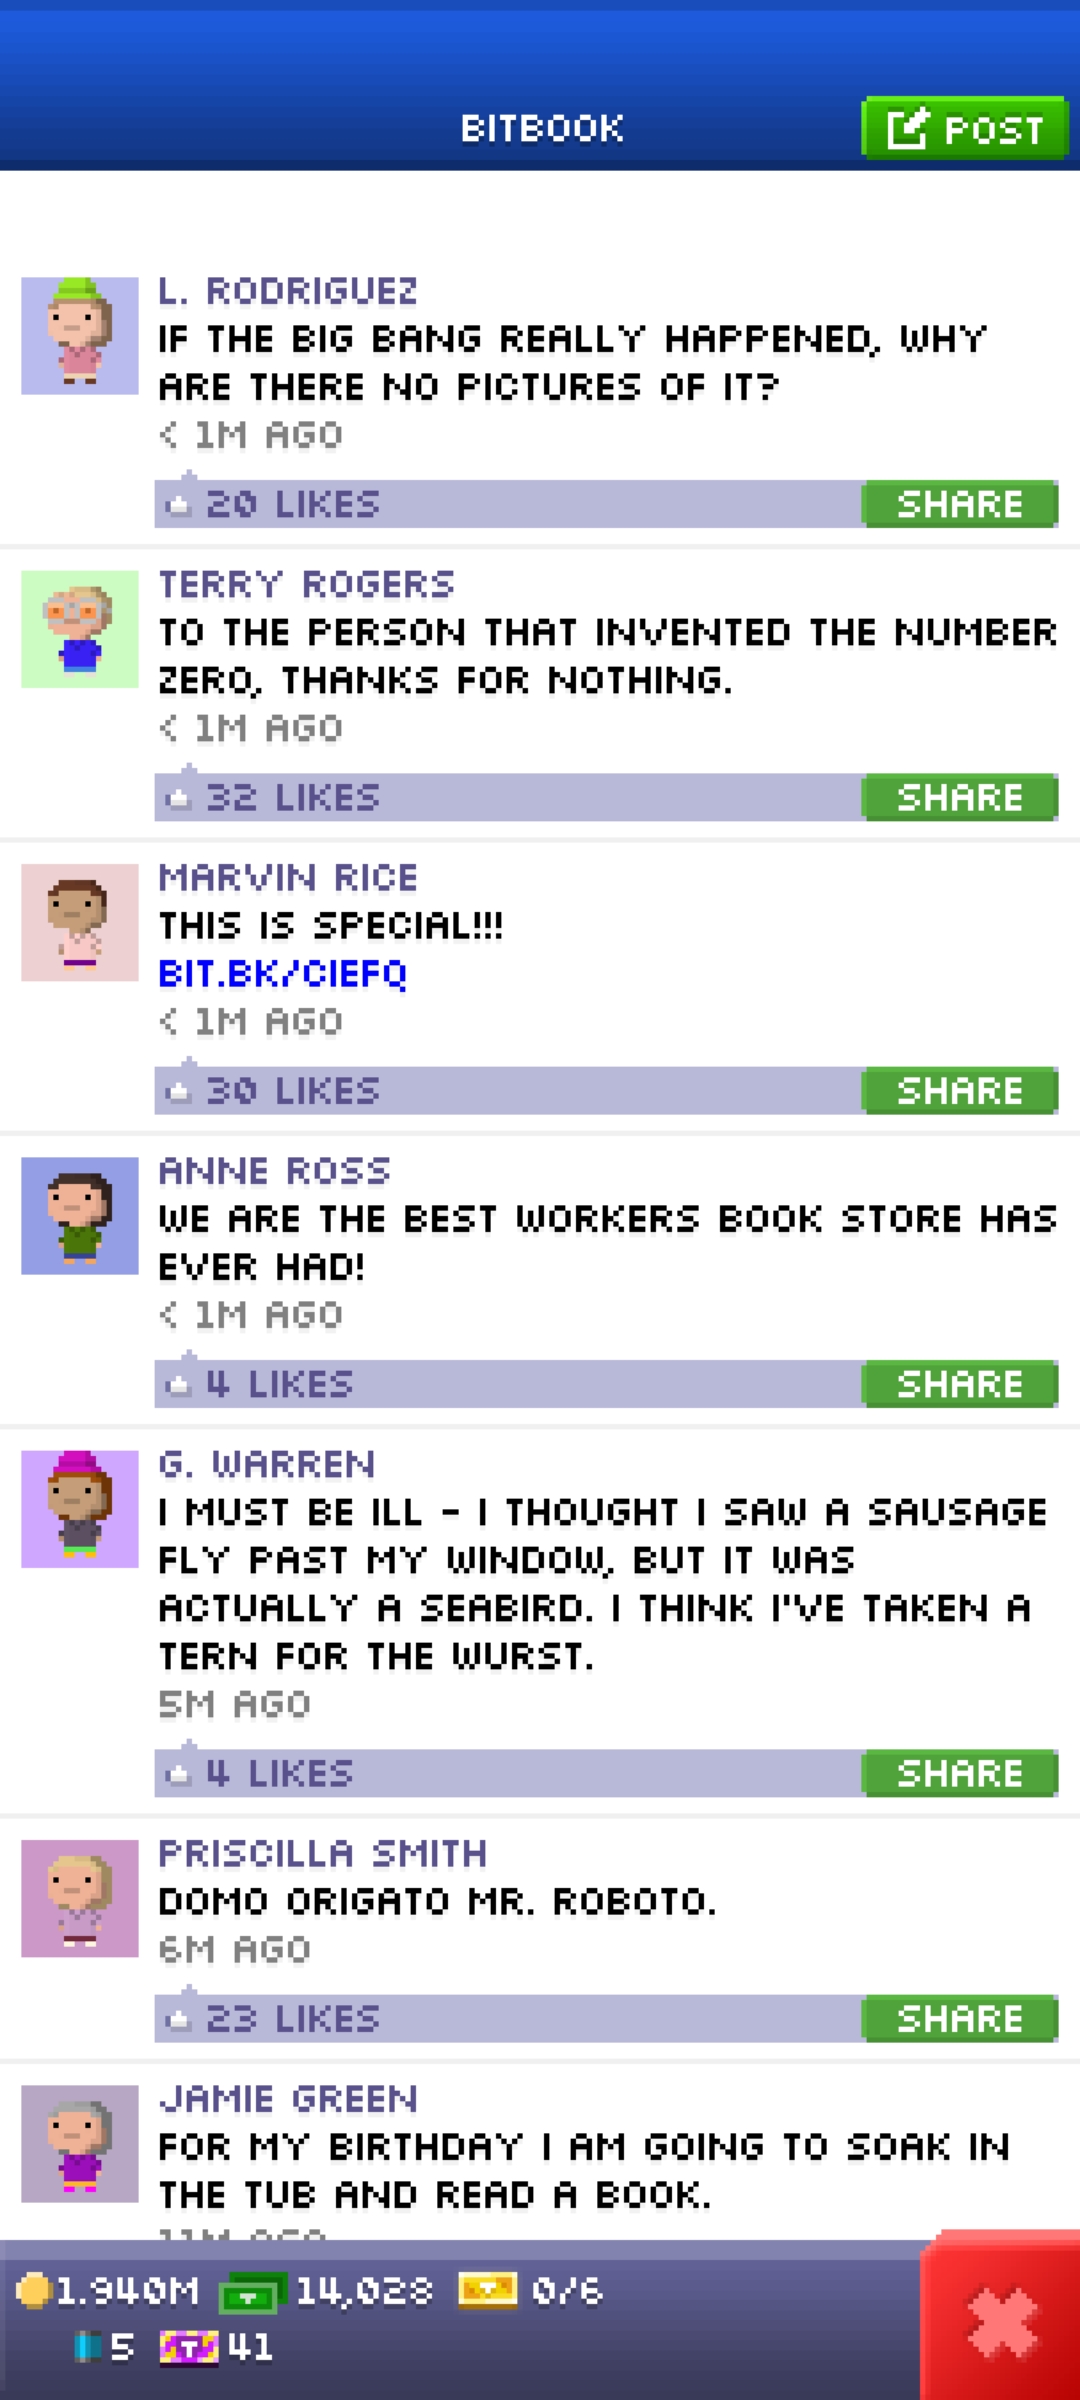 BITBOOK
POST
L. RODRIGUEZ
IF THE BIG BANG REALLY HAPPENED, WHY
ARE THERE NO PICTURES OF IT?
< 1M AGO
20 LIKES
SHARE
TERRY ROGERS
TO THE PERSON THAT INVENTED THE NUMBER
ZERO, THANKS FOR NOTHING.
< 1M AGO
32 LIKES
SHARE
MARVIN RICE
THIS IS SPECIAL!!!
BIT.BK/CIEFQ
< 1M AGO
30 LIKES
SHARE
ANNE ROSS
WE ARE THE BEST WORKERS BOOK STORE HAS
EVER HAD!
< 1M AGO
4 LIKES
SHARE
G. WARREN
I MUST BE ILL - I THOUGHT I SAW A SAUSAGE
FLY PAST MY WINDOW, BUT IT WAS
ACTUALLY A SEABIRD. I THINK I'VE TAKEN A
TERN FOR THE WURST.
5M AGO
4 LIKES
SHARE
PRISCILLA SMITH
DOMO ORIGATO MR. ROBOTO.
6M AGO
23 LIKES
SHARE
JAMIE GREEN
FOR MY BIRTHDAY I AM GOING TO SOAK IN
THE TUB AND READ A BOOK.
11M AGO
1.940M 14,028 0/6
5 T 41